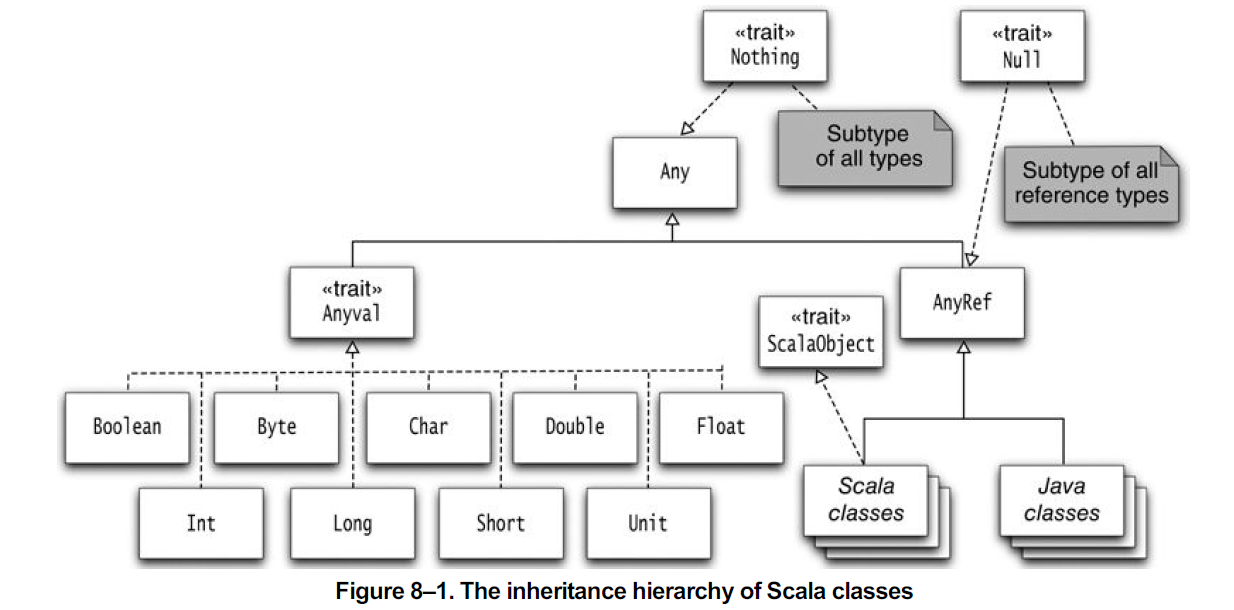 «trait»
Nothing
«trait»
Null
Subtype
of all types
Any
Subtype of all
reference types
«trait»
Anyval
«trait»
ScalaObject
AnyRef
Boolean
Byte
Char
Double
Float
Int
Long
Short
Unit
Scala
classes
Java
classes
Figure 8–1. The inheritance hierarchy of Scala classes